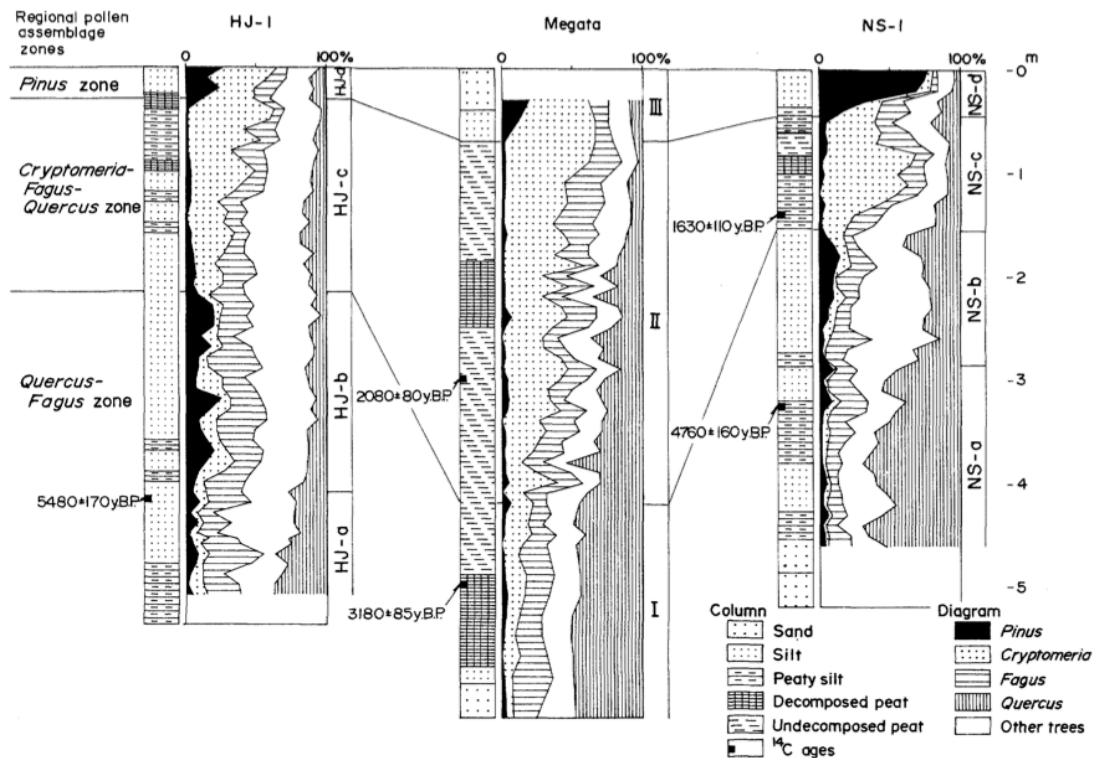 Regional pollen
assemblage
zones
HJ-1
Megata
NS-1
0
100%
0
100%
0
100%
m
Pinus zone
Cryptomeria-
Fagus-
Quercus zone
Quercus-
Fagus zone
5480±170y.B.P.
HJ-d
HJ-c
HJ-b
HJ-a
2080±80y.B.P.
3180±85y.B.P.
III
II
I
1630±110y.B.P.
4760±160y.B.P.
NS-d
NS-c
NS-b
NS-a
-0
-1
-2
-3
-4
-5
Column
Sand
Silt
Peaty silt
Decomposed peat
Undecomposed peat
14C ages
Diagram
Pinus
Cryptomeria
Fagus
Quercus
Other trees